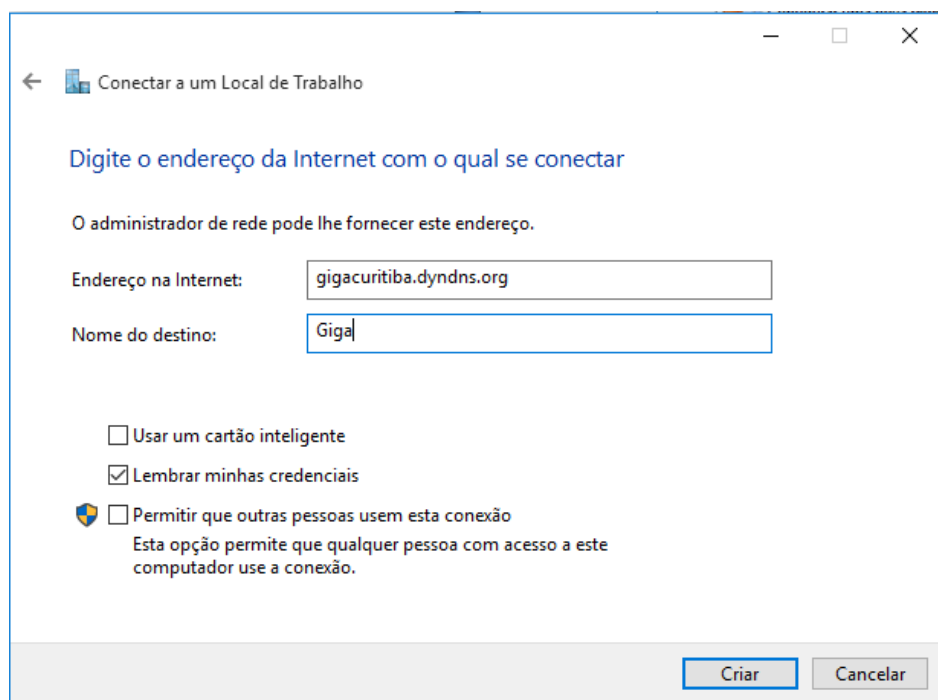 Conectar a um Local de Trabalho
Digite o endereço da Internet com o qual se conectar
O administrador de rede pode lhe fornecer este endereço.
Endereço na Internet: gigacuritiba.dyndns.org
Nome do destino: Giga
Usar um cartão inteligente
Lembrar minhas credenciais
Permitir que outras pessoas usem esta conexão
Esta opção permite que qualquer pessoa com acesso a este
computador use a conexão.
Criar Cancelar